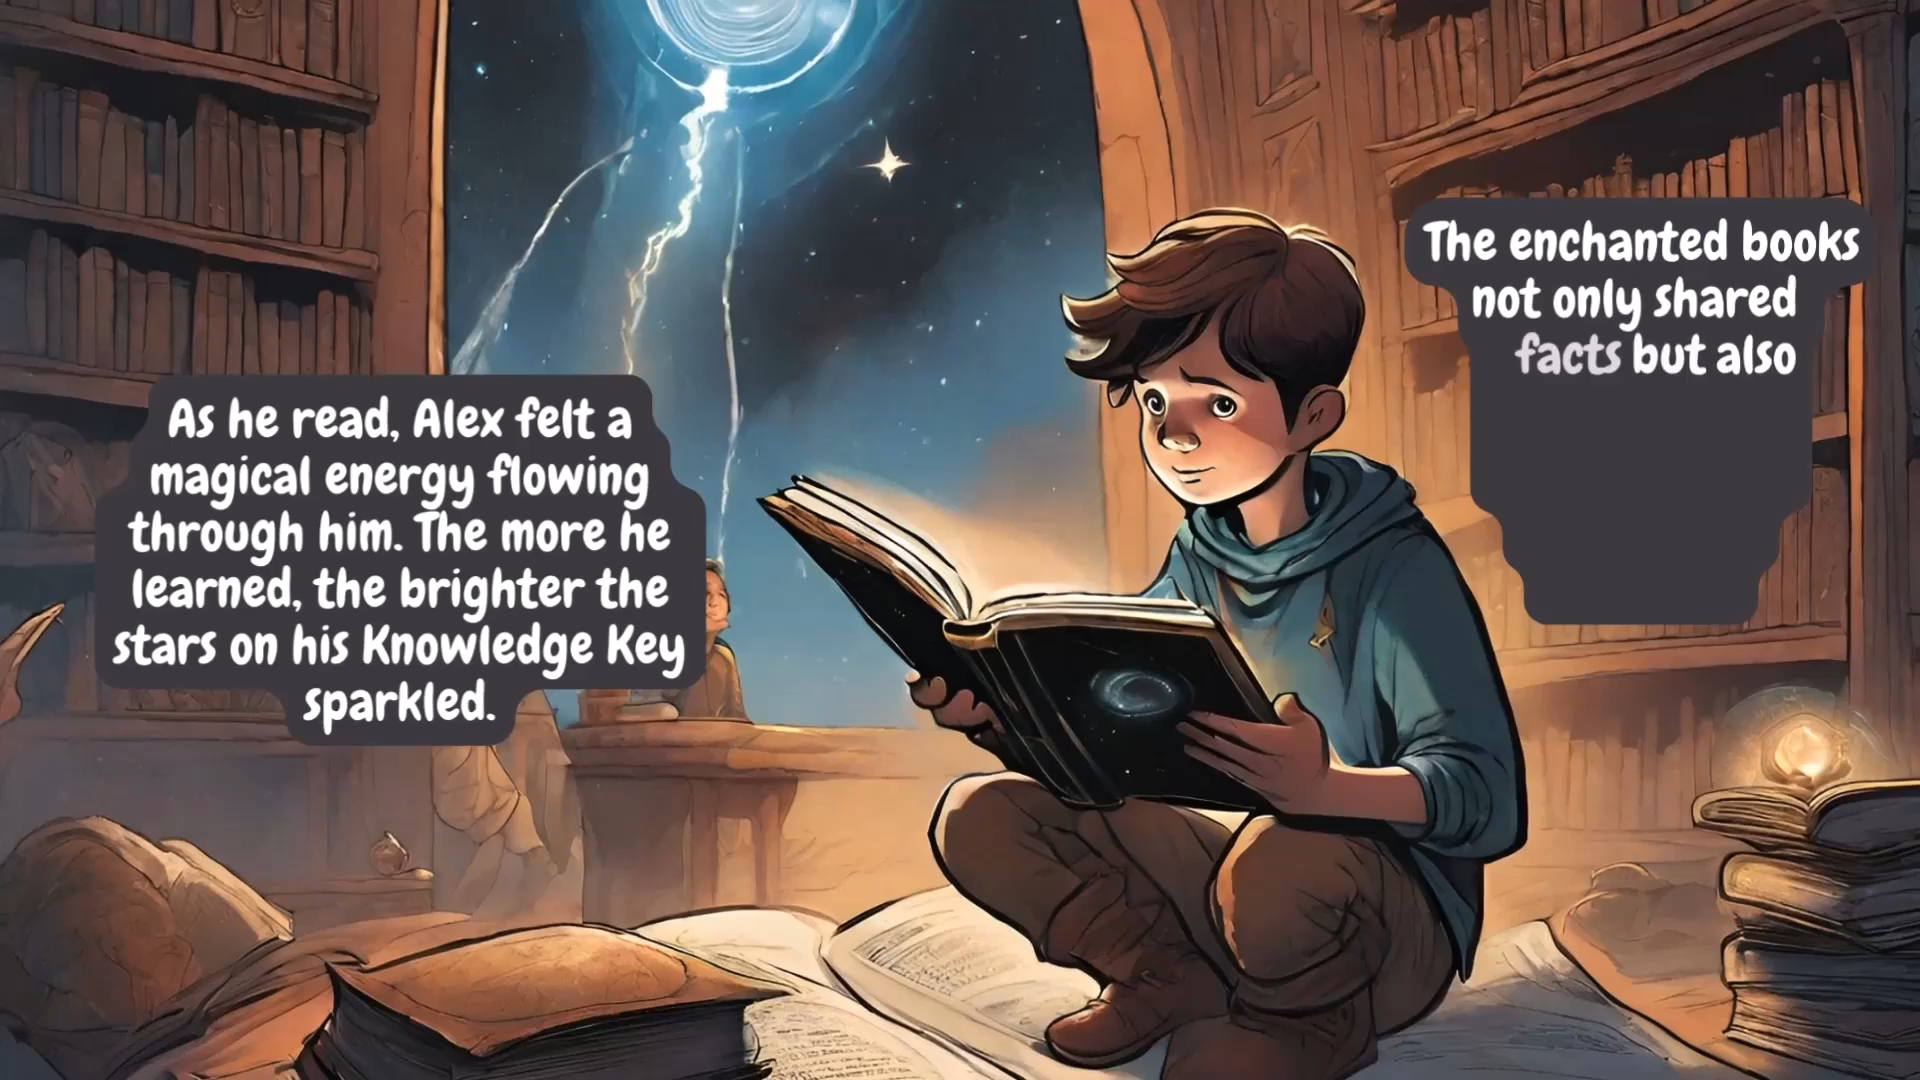 As he read, Alex felt a
magical energy flowing
through him. The more he
learned, the brighter the
stars on his Knowledge Key
sparkled.
The enchanted books
not only shared
facts but also